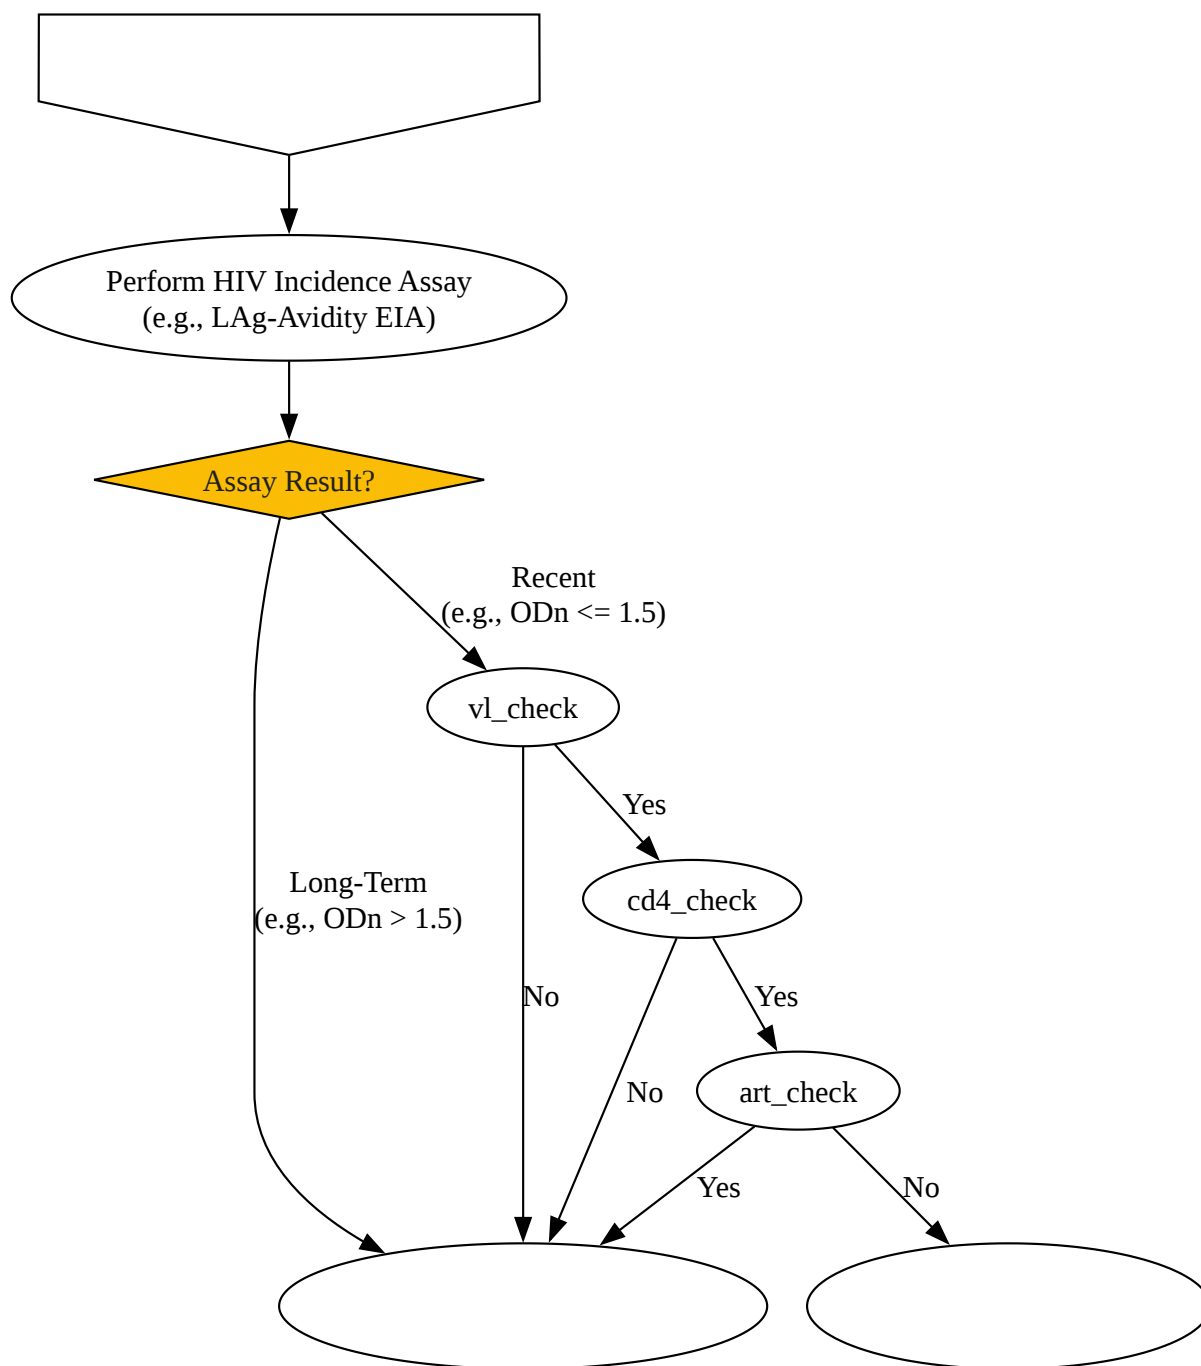 Perform HIV Incidence Assay
(e.g., LAg-Avidity EIA)
Assay Result?
Recent
(e.g., ODn <= 1.5)
vl_check
Yes
Long-Term
(e.g., ODn > 1.5)
cd4_check
No
Yes
No
art_check
Yes
No